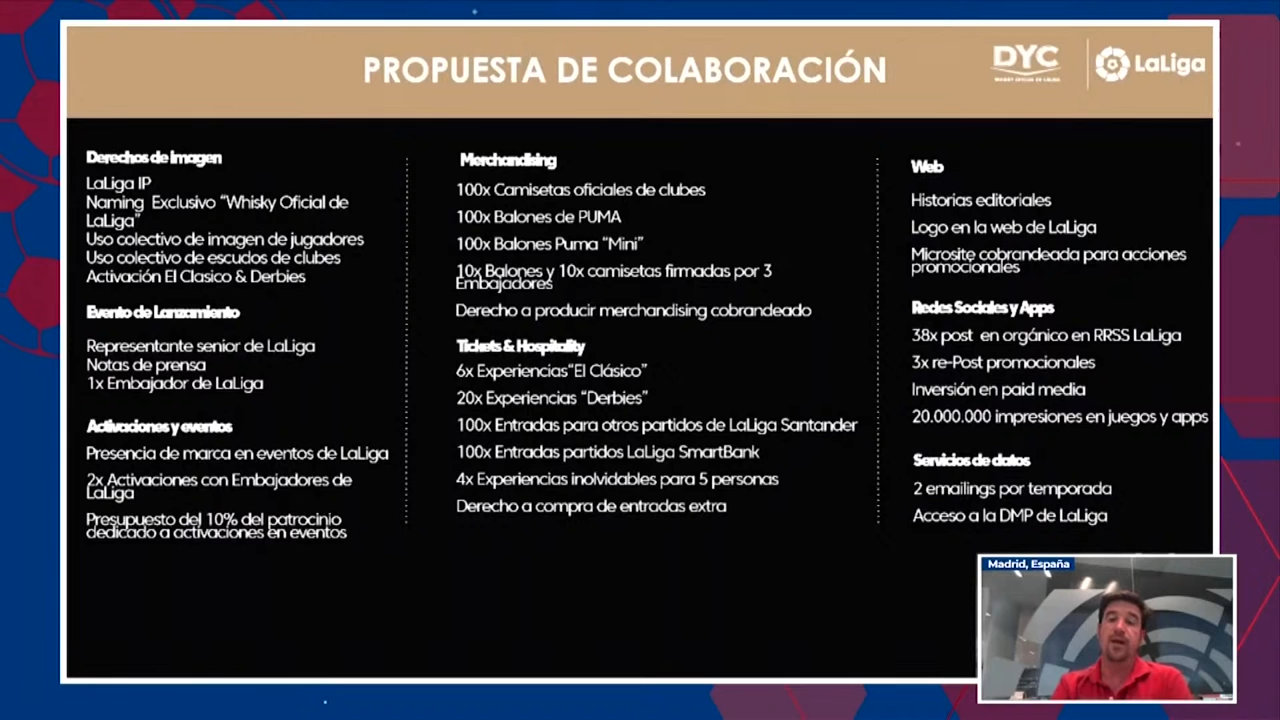 PROPUESTA DE COLABORACIÓN
DYC
LaLiga
Derechos de imagen
LaLiga IP
Naming Exclusivo “Whisky Oficial de
LaLiga”
Uso colectivo de imagen de jugadores
Uso colectivo de escudos de clubes
Activación El Clasico & Derbies
Evento de Lanzamiento
Representante senior de LaLiga
Notas de prensa
1x Embajador de LaLiga
Activaciones y eventos
Presencia de marca en eventos de LaLiga
2x Activaciones con Embajadores de
LaLiga
Presupuesto del 10% del patrocinio
dedicado a activaciones en eventos
Merchandising
100x Camisetas oficiales de clubes
100x Balones de PUMA
100x Balones Puma “Mini”
10x Balones y 10x camisetas firmadas por 3
Embajadores
Derecho a producir merchandising cobrandeado
Tickets & Hospitality
6x Experiencias“El Clásico”
20x Experiencias “Derbies”
100x Entradas para otros partidos de LaLiga Santander
100x Entradas partidos LaLiga SmartBank
4x Experiencias inolvidables para 5 personas
Derecho a compra de entradas extra
Web
Historias editoriales
Logo en la web de LaLiga
Microsite cobrandeada para acciones
promocionales
Redes Sociales y Apps
38x post en orgánico en RRSS LaLiga
3x re-Post promocionales
Inversión en paid media
20.000.000 impresiones en juegos y apps
Servicios de datos
2 emailings por temporada
Acceso a la DMP de LaLiga
Madrid, España